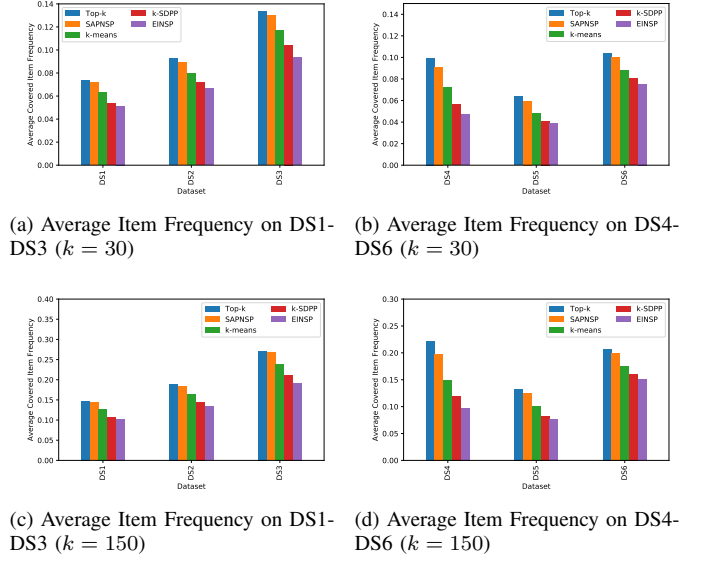 0.14
0.12
0.10
0.08
0.06
0.04
0.02
0.00
Average Covered Item Frequency
Top-k
SAPNSP
k-means
k-SDPP
EINSP
DS1
DS2
DS3
Dataset
(a) Average Item Frequency on DS1-
DS3 (k = 30)
0.14
0.12
0.10
0.08
0.06
0.04
0.02
0.00
Average Covered Item Frequency
Top-k
SAPNSP
k-means
k-SDPP
EINSP
DS4
DS5
DS6
Dataset
(b) Average Item Frequency on DS4-
DS6 (k = 30)
0.40
0.35
0.30
0.25
0.20
0.15
0.10
0.05
0.00
Average Covered Item Frequency
Top-k
SAPNSP
k-means
k-SDPP
EINSP
DS1
DS2
DS3
Dataset
(c) Average Item Frequency on DS1-
DS3 (k = 150)
0.30
0.25
0.20
0.15
0.10
0.05
0.00
Average Covered Item Frequency
Top-k
SAPNSP
k-means
k-SDPP
EINSP
DS4
DS5
DS6
Dataset
(d) Average Item Frequency on DS4-
DS6 (k = 150)